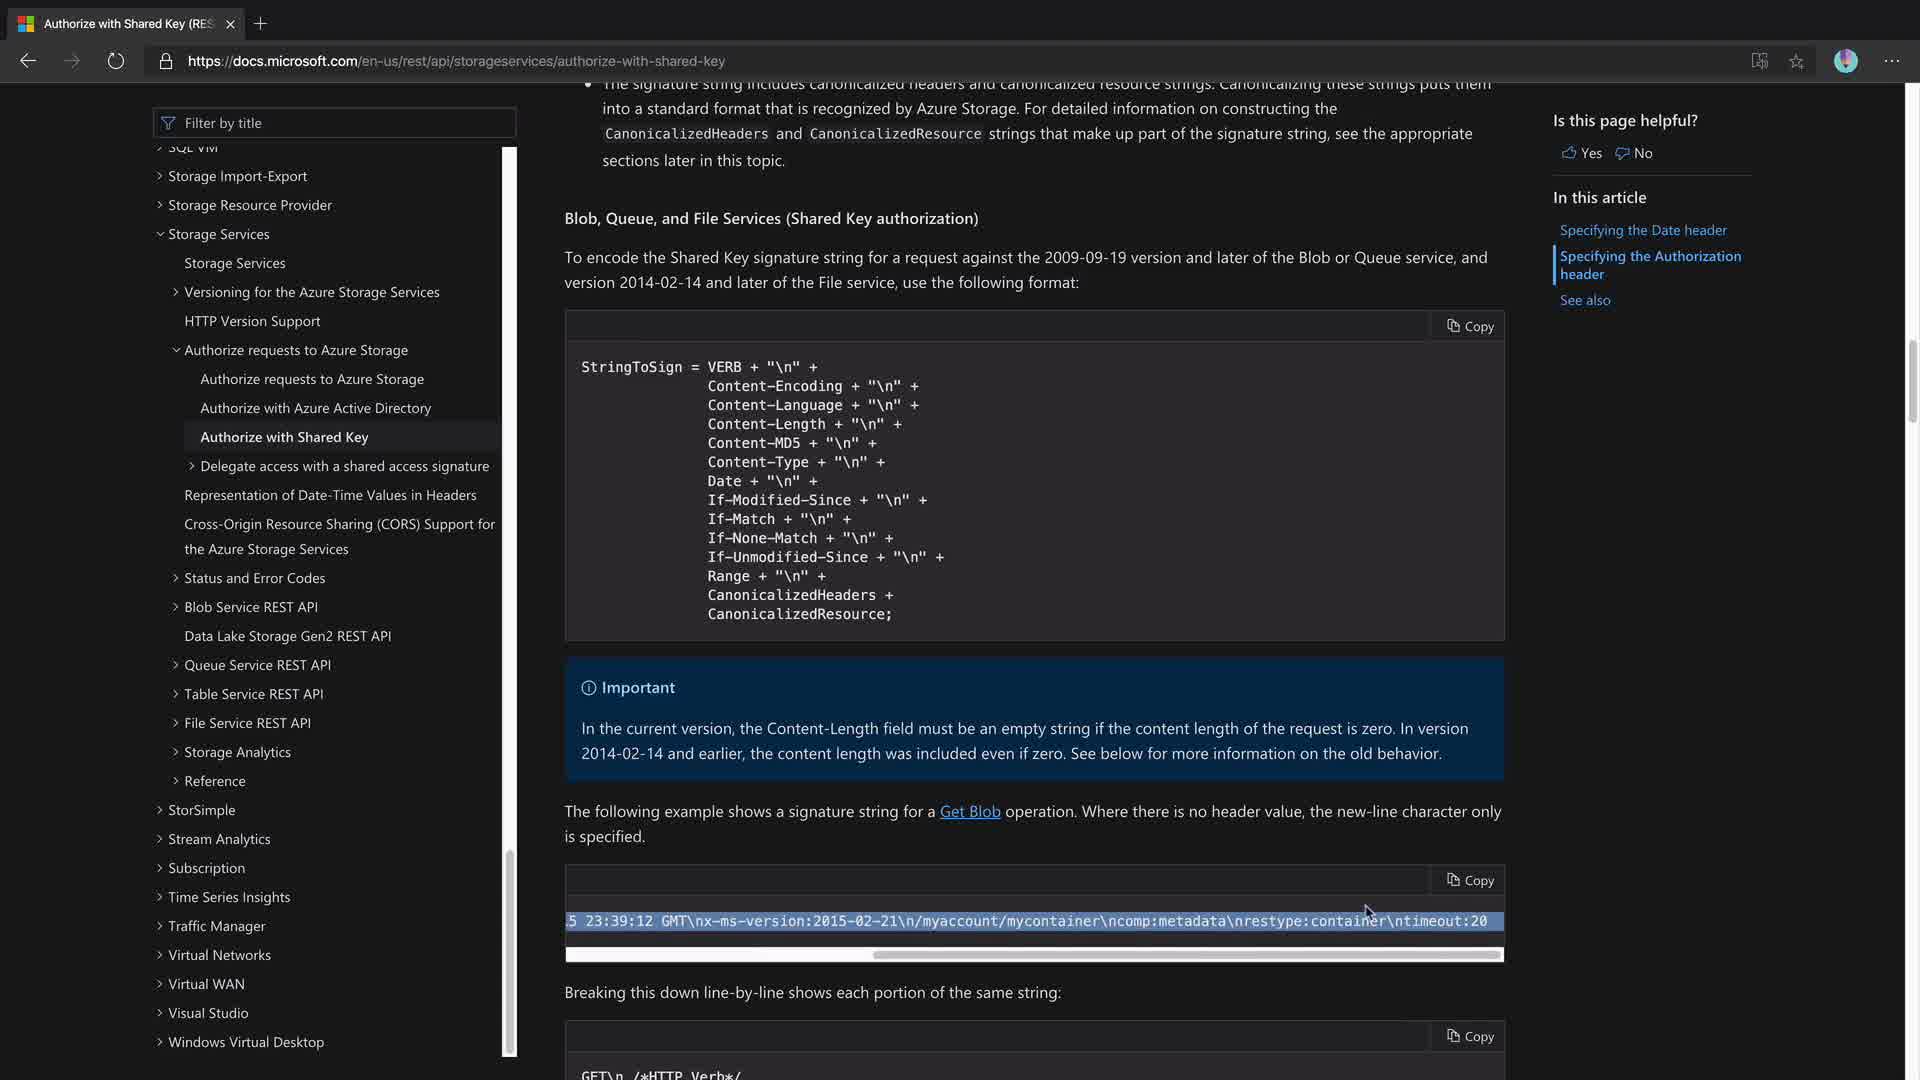 Authorize with Shared Key (RES
https://docs.microsoft.com/en-us/rest/api/storageservices/authorize-with-shared-key
Filter by title
SQL VM
Storage Import-Export
Storage Resource Provider
Storage Services
Storage Services
Versioning for the Azure Storage Services
HTTP Version Support
Authorize requests to Azure Storage
Authorize requests to Azure Storage
Authorize with Azure Active Directory
Authorize with Shared Key
Delegate access with a shared access signature
Representation of Date-Time Values in Headers
Cross-Origin Resource Sharing (CORS) Support for
the Azure Storage Services
Status and Error Codes
Blob Service REST API
Data Lake Storage Gen2 REST API
Queue Service REST API
Table Service REST API
File Service REST API
Storage Analytics
Reference
StorSimple
Stream Analytics
Subscription
Time Series Insights
Traffic Manager
Virtual Networks
Virtual WAN
Visual Studio
Windows Virtual Desktop
The signature string includes canonicalized headers and canonicalized resource strings. Canonicalizing these strings puts them
into a standard format that is recognized by Azure Storage. For detailed information on constructing the
CanonicalizedHeaders and CanonicalizedResource strings that make up part of the signature string, see the appropriate
sections later in this topic.
Blob, Queue, and File Services (Shared Key authorization)
To encode the Shared Key signature string for a request against the 2009-09-19 version and later of the Blob or Queue service, and
version 2014-02-14 and later of the File service, use the following format:
Copy
StringToSign = VERB + "\n" +
Content-Encoding + "\n" +
Content-Language + "\n" +
Content-Length + "\n" +
Content-MD5 + "\n" +
Content-Type + "\n" +
Date + "\n" +
If-Modified-Since + "\n" +
If-Match + "\n" +
If-None-Match + "\n" +
If-Unmodified-Since + "\n" +
Range + "\n" +
CanonicalizedHeaders +
CanonicalizedResource;
Important
In the current version, the Content-Length field must be an empty string if the content length of the request is zero. In version
2014-02-14 and earlier, the content length was included even if zero. See below for more information on the old behavior.
The following example shows a signature string for a Get Blob operation. Where there is no header value, the new-line character only
is specified.
Copy
5 23:39:12 GMT\nx-ms-version:2015-02-21\n/myaccount/mycontainer\ncomp:metadata\nrestype:container\ntimeout:20
Breaking this down line-by-line shows each portion of the same string:
Copy
GET\n /*HTTP Verb*/
Is this page helpful?
Yes No
In this article
Specifying the Date header
Specifying the Authorization
header
See also